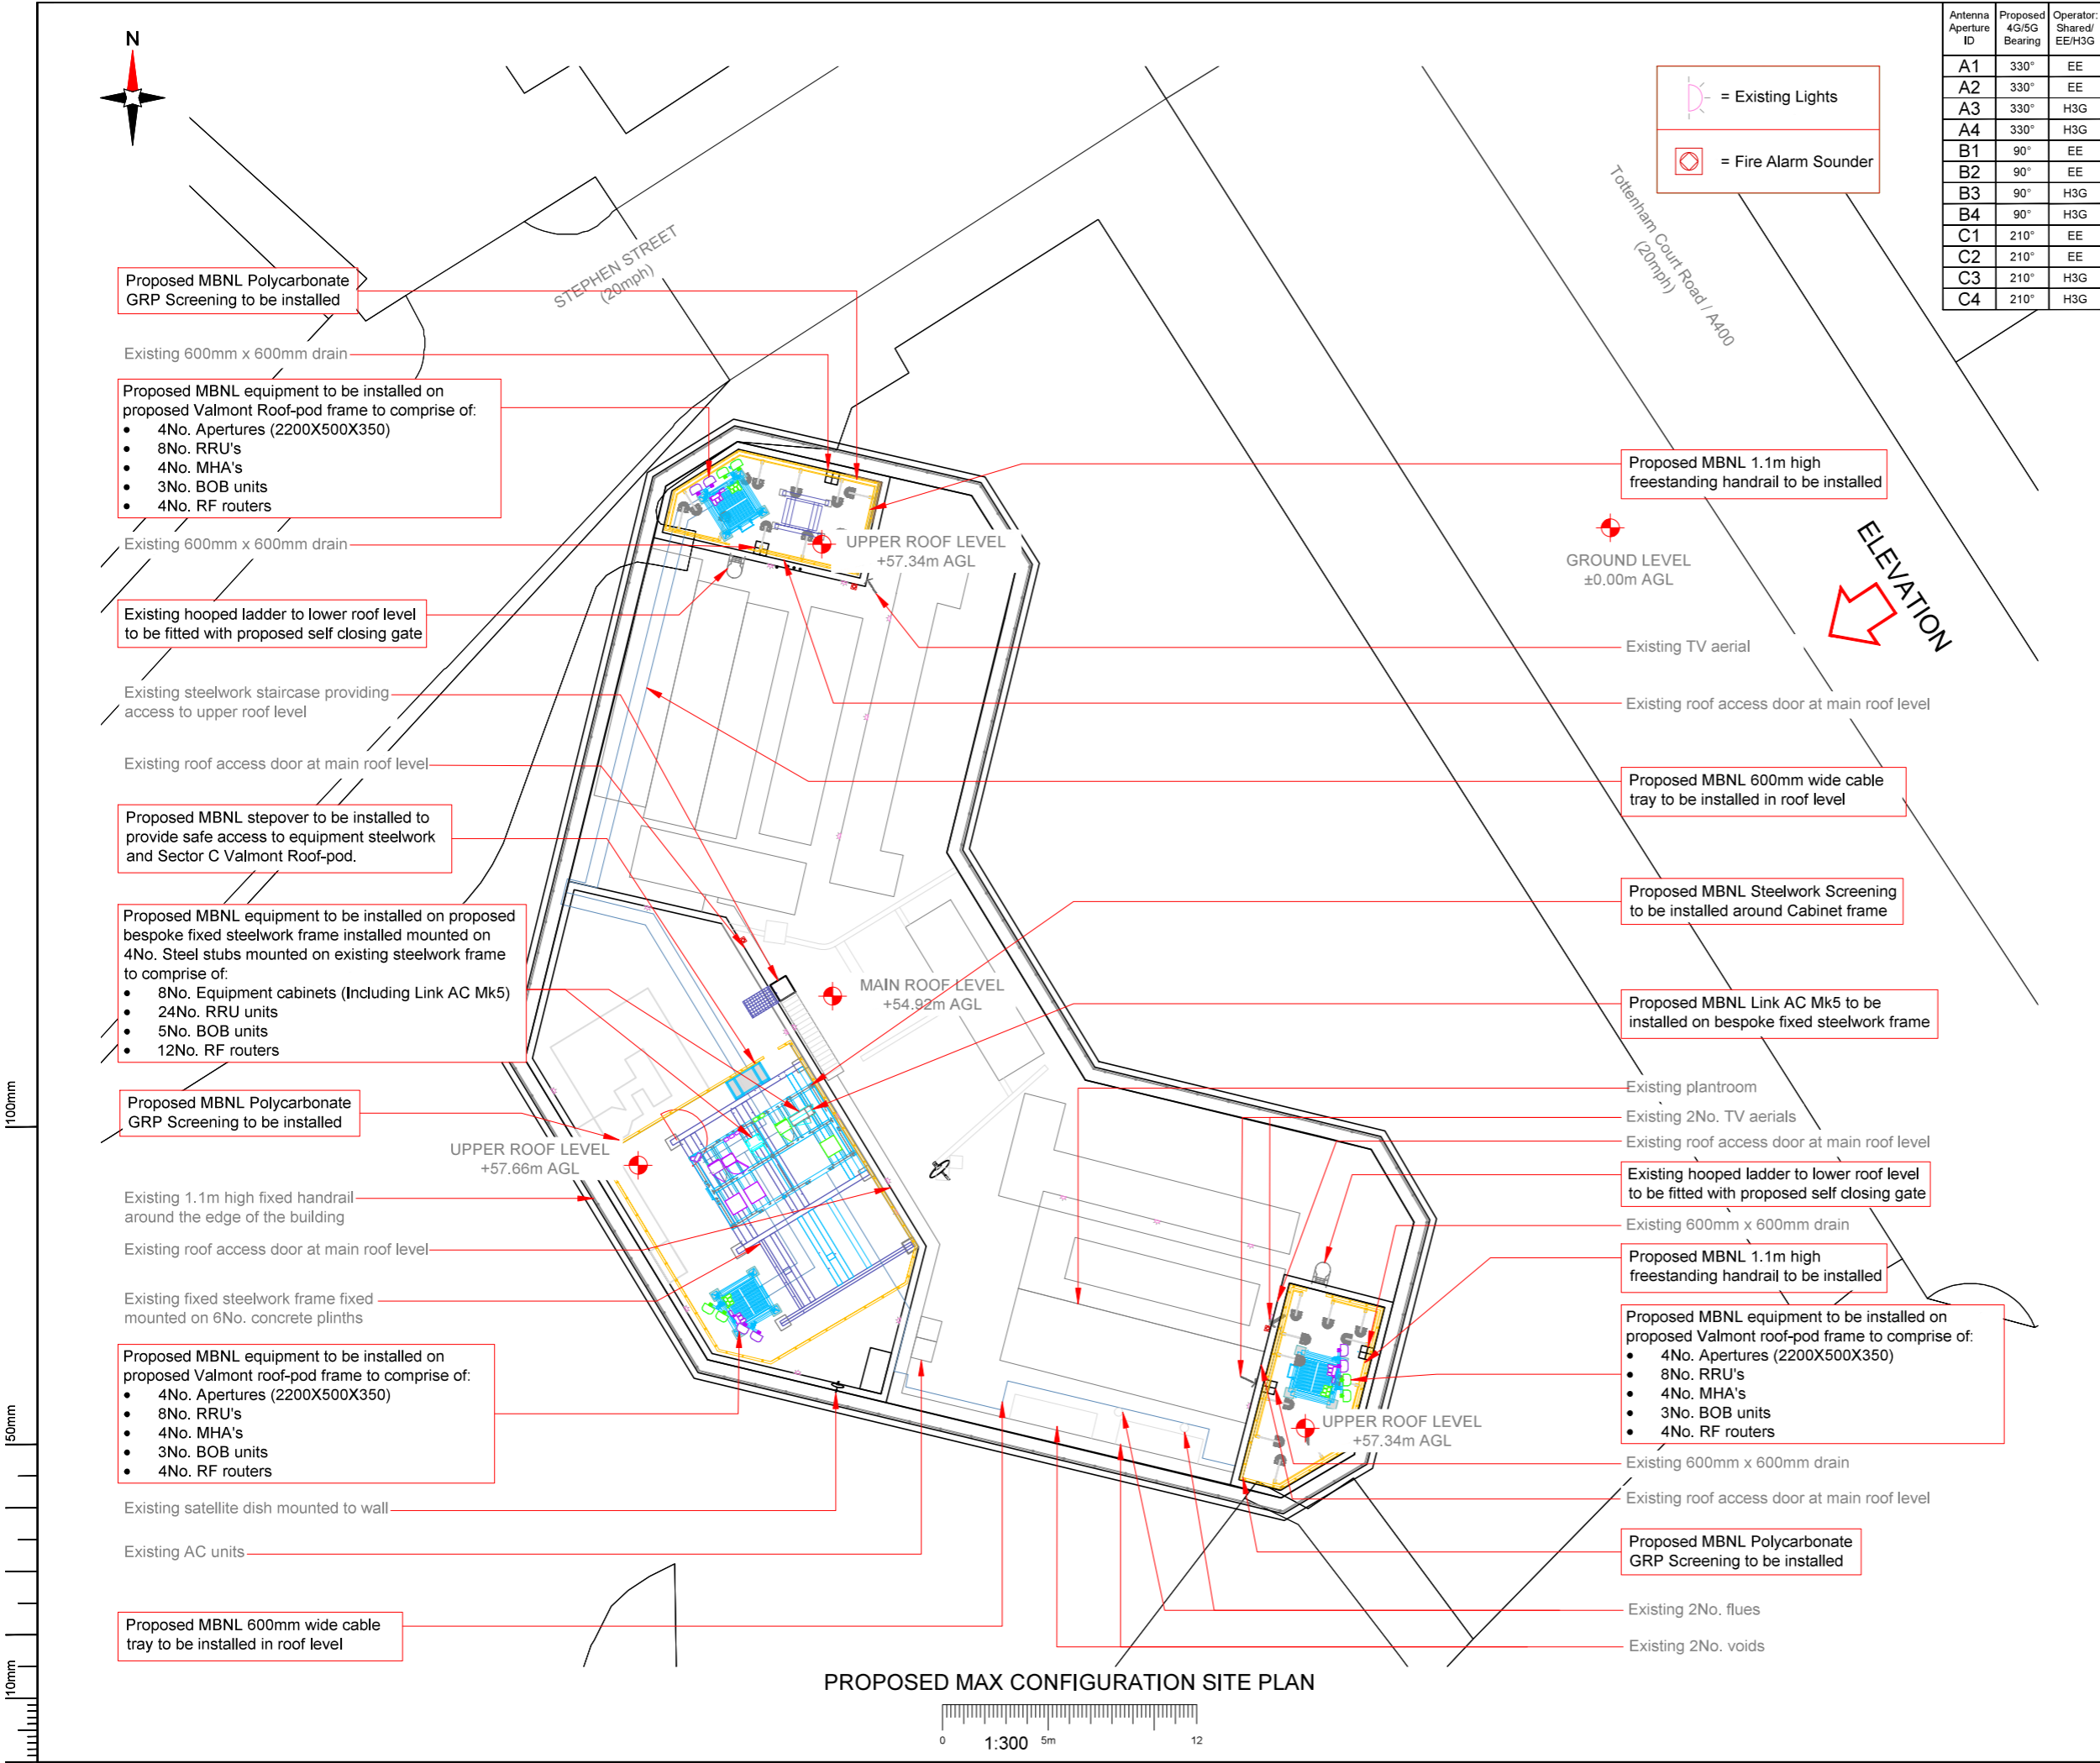 N
Antenna Aperture ID
Proposed 4G/5G Bearing
Operator: Shared/ EE/H3G
A1 330° EE
A2 330° EE
A3 330° H3G
A4 330° H3G
B1 90° EE
B2 90° EE
B3 90° H3G
B4 90° H3G
C1 210° EE
C2 210° EE
C3 210° H3G
C4 210° H3G
= Existing Lights
= Fire Alarm Sounder
STEPHEN STREET
(20mph)
Tottenham Court Road / A400
(20mph)
Proposed MBNL Polycarbonate
GRP Screening to be installed
Existing 600mm x 600mm drain
Proposed MBNL equipment to be installed on
proposed Valmont Roof-pod frame to comprise of:
• 4No. Apertures (2200X500X350)
• 8No. RRU's
• 4No. MHA's
• 3No. BOB units
• 4No. RF routers
Existing 600mm x 600mm drain
Existing hooped ladder to lower roof level
to be fitted with proposed self closing gate
Existing steelwork staircase providing
access to upper roof level
Existing roof access door at main roof level
Proposed MBNL stepover to be installed to
provide safe access to equipment steelwork
and Sector C Valmont Roof-pod.
Proposed MBNL equipment to be installed on proposed
bespoke fixed steelwork frame installed mounted on
4No. Steel stubs mounted on existing steelwork frame
to comprise of:
• 8No. Equipment cabinets (Including Link AC Mk5)
• 24No. RRU units
• 5No. BOB units
• 12No. RF routers
Proposed MBNL Polycarbonate
GRP Screening to be installed
Existing 1.1m high fixed handrail
around the edge of the building
Existing roof access door at main roof level
Existing fixed steelwork frame fixed
mounted on 6No. concrete plinths
Proposed MBNL equipment to be installed on
proposed Valmont roof-pod frame to comprise of:
• 4No. Apertures (2200X500X350)
• 8No. RRU's
• 4No. MHA's
• 3No. BOB units
• 4No. RF routers
Existing satellite dish mounted to wall
Existing AC units
Proposed MBNL 600mm wide cable
tray to be installed in roof level
UPPER ROOF LEVEL
+57.34m AGL
MAIN ROOF LEVEL
+54.92m AGL
UPPER ROOF LEVEL
+57.66m AGL
UPPER ROOF LEVEL
+57.34m AGL
Proposed MBNL 1.1m high
freestanding handrail to be installed
GROUND LEVEL
±0.00m AGL
ELEVATION
Existing TV aerial
Existing roof access door at main roof level
Proposed MBNL 600mm wide cable
tray to be installed in roof level
Proposed MBNL Steelwork Screening
to be installed around Cabinet frame
Proposed MBNL Link AC Mk5 to be
installed on bespoke fixed steelwork frame
Existing plantroom
Existing 2No. TV aerials
Existing roof access door at main roof level
Existing hooped ladder to lower roof level
to be fitted with proposed self closing gate
Existing 600mm x 600mm drain
Proposed MBNL 1.1m high
freestanding handrail to be installed
Proposed MBNL equipment to be installed on
proposed Valmont roof-pod frame to comprise of:
• 4No. Apertures (2200X500X350)
• 8No. RRU's
• 4No. MHA's
• 3No. BOB units
• 4No. RF routers
Existing 600mm x 600mm drain
Existing roof access door at main roof level
Proposed MBNL Polycarbonate
GRP Screening to be installed
Existing 2No. flues
Existing 2No. voids
100mm
50mm
10mm
PROPOSED MAX CONFIGURATION SITE PLAN
0 1:300 5m 12